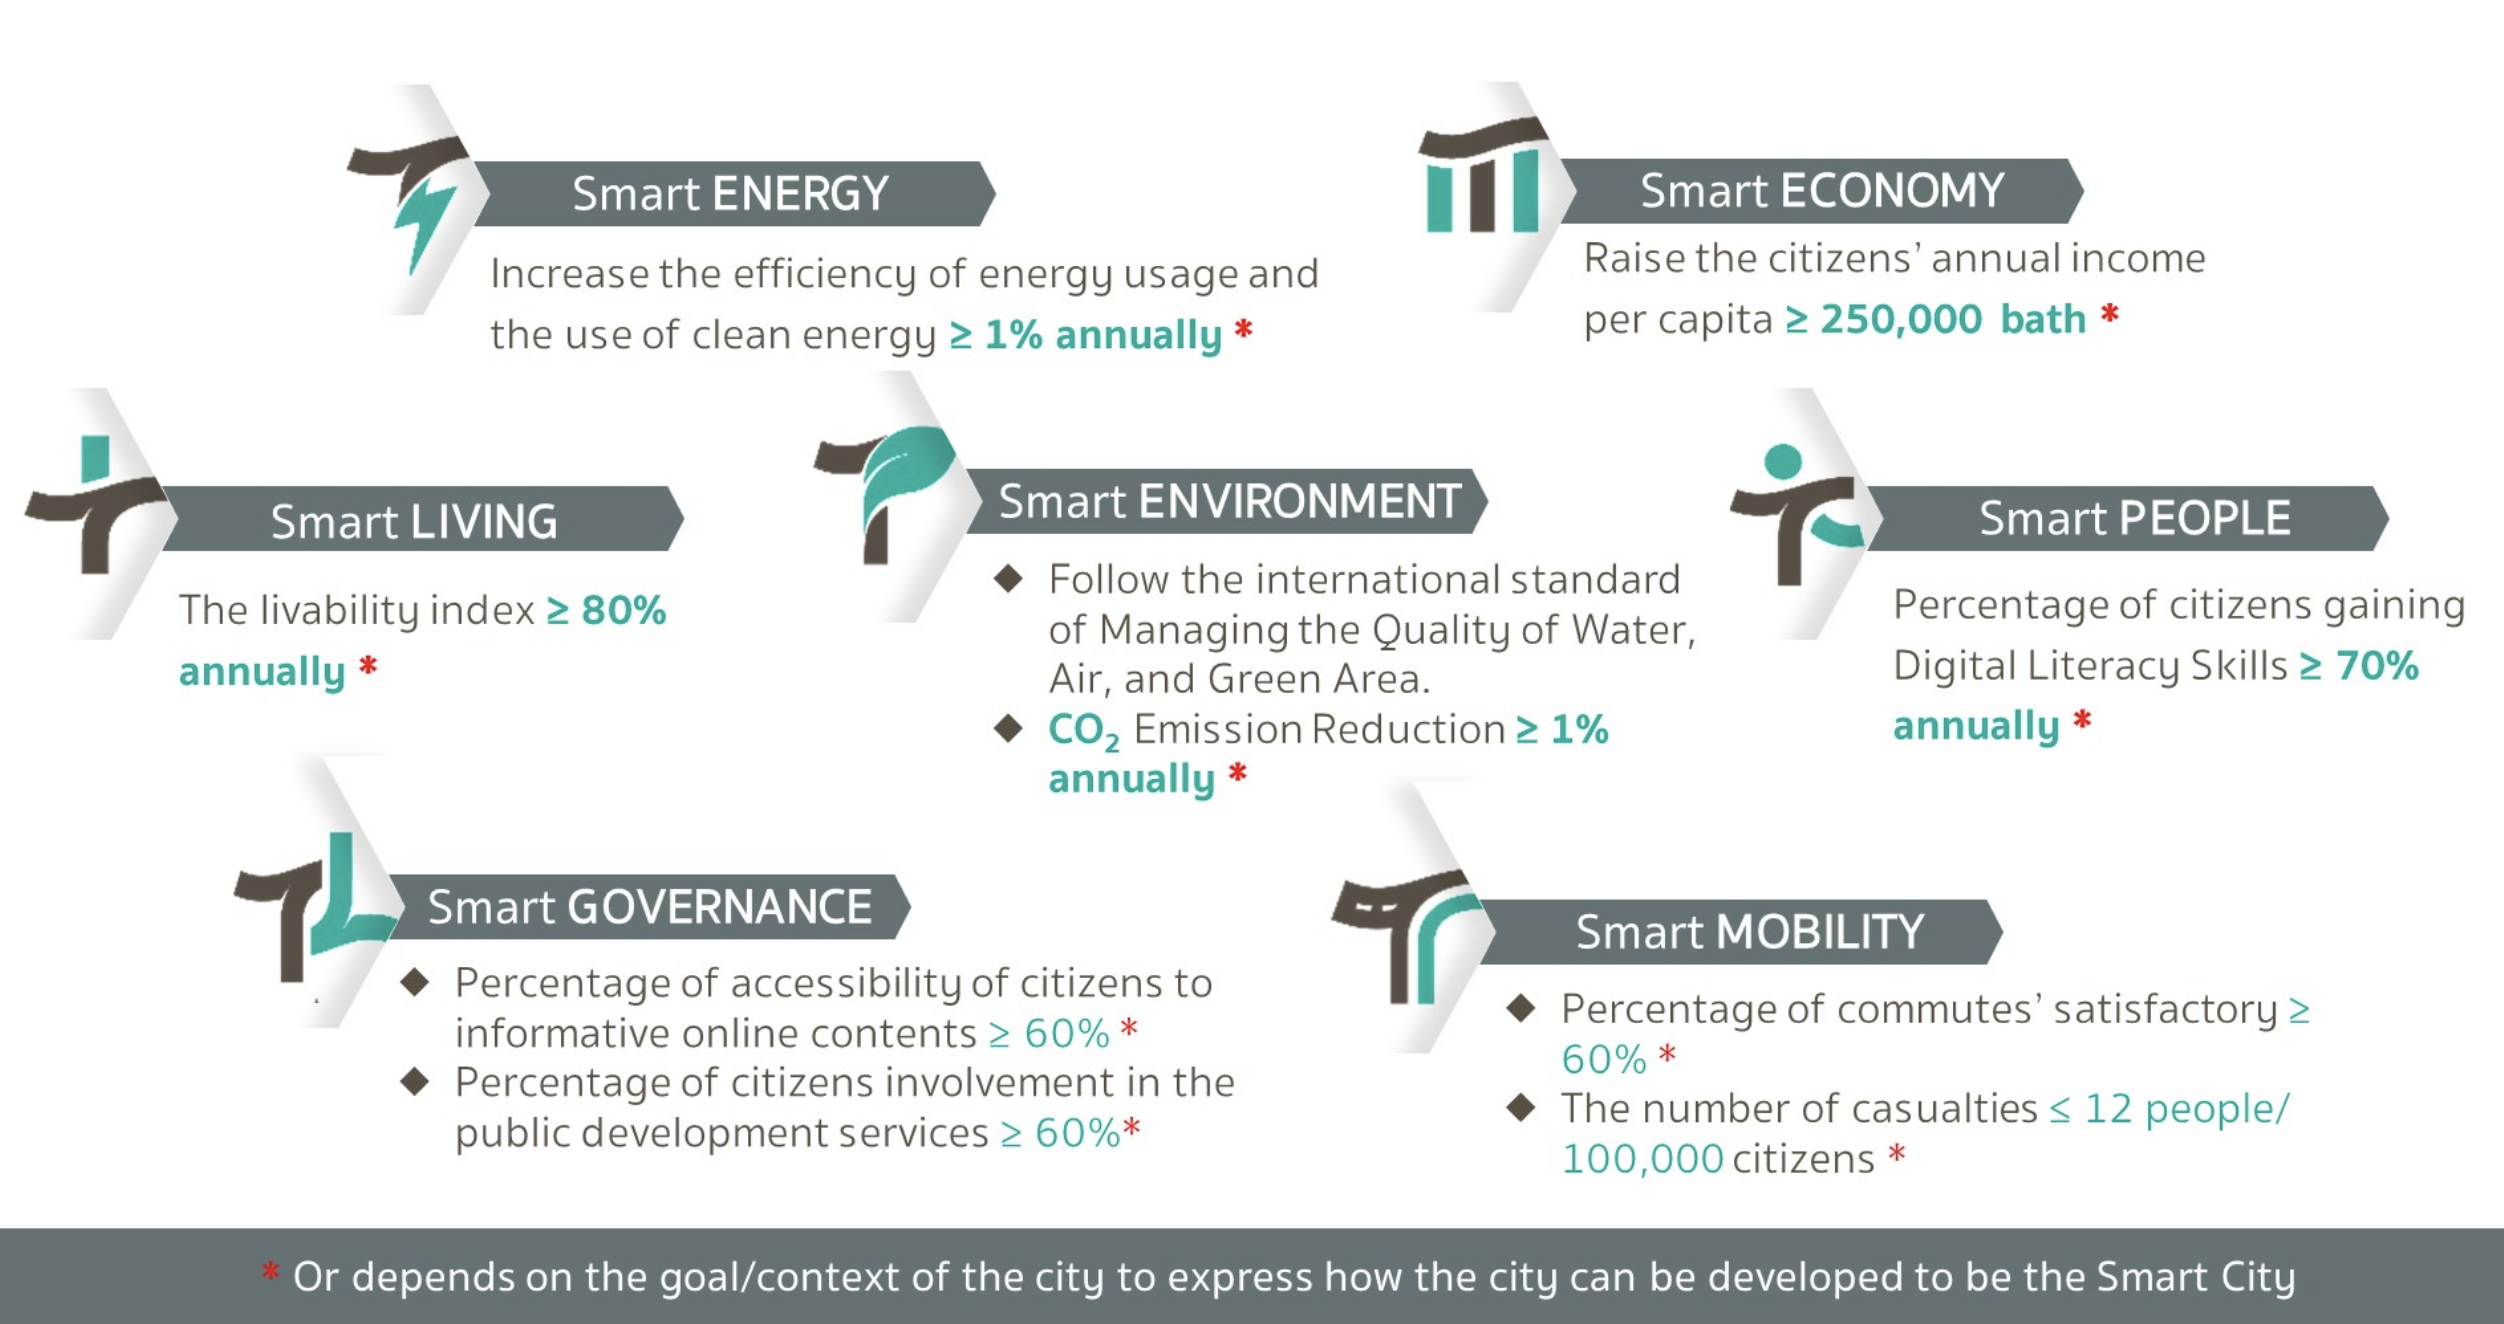 Smart ENERGY
Increase the efficiency of energy usage and
the use of clean energy ≥ 1% annually *
Smart ECONOMY
Raise the citizens’ annual income
per capita ≥ 250,000 bath *
Smart LIVING
The livability index ≥ 80%
annually *
Smart ENVIRONMENT
◆ Follow the international standard
of Managing the Quality of Water,
Air, and Green Area.
◆ CO₂ Emission Reduction ≥ 1%
annually *
Smart PEOPLE
Percentage of citizens gaining
Digital Literacy Skills ≥ 70%
annually *
Smart GOVERNANCE
◆ Percentage of accessibility of citizens to
informative online contents ≥ 60% *
◆ Percentage of citizens involvement in the
public development services ≥ 60%*
Smart MOBILITY
◆ Percentage of commutes’ satisfactory ≥
60% *
◆ The number of casualties ≤ 12 people/
100,000 citizens *
* Or depends on the goal/context of the city to express how the city can be developed to be the Smart City